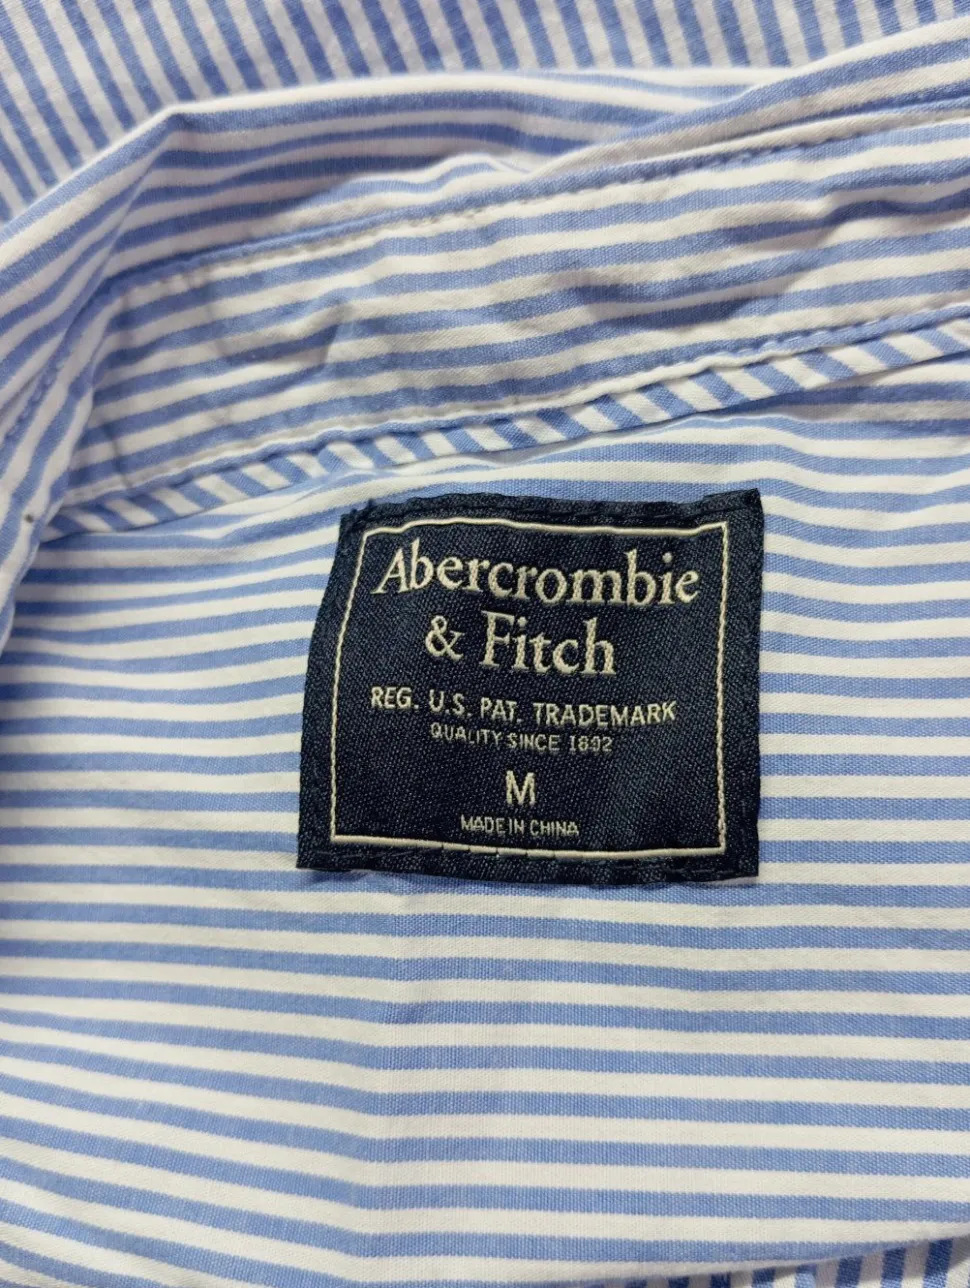 Abercrombie
& Fitch
REG. U.S. PAT. TRADEMARK
QUALITY SINCE 1892
M
MADE IN CHINA